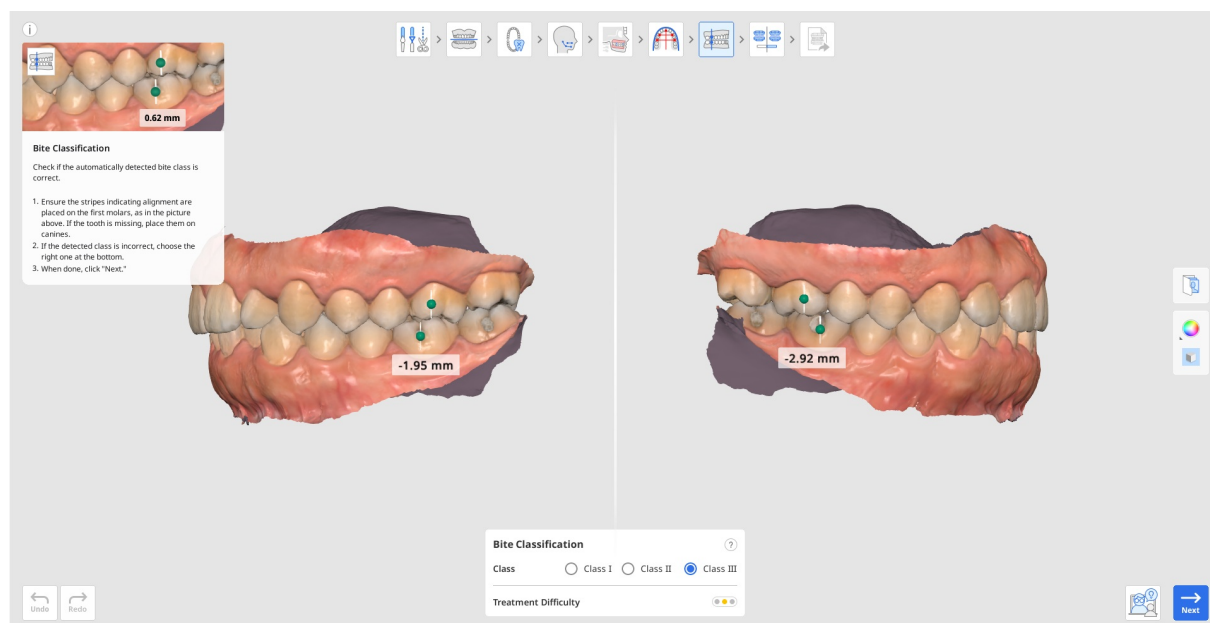 i
0.62 mm
Bite Classification
Check if the automatically detected bite class is
correct.
1. Ensure the stripes indicating alignment are
placed on the first molars, as in the picture
above. If the tooth is missing, place them on
canines.
2. If the detected class is incorrect, choose the
right one at the bottom.
3. When done, click "Next."
-1.95 mm
-2.92 mm
Bite Classification ?
Class Class I Class II Class III
Treatment Difficulty
Undo Redo
? Next